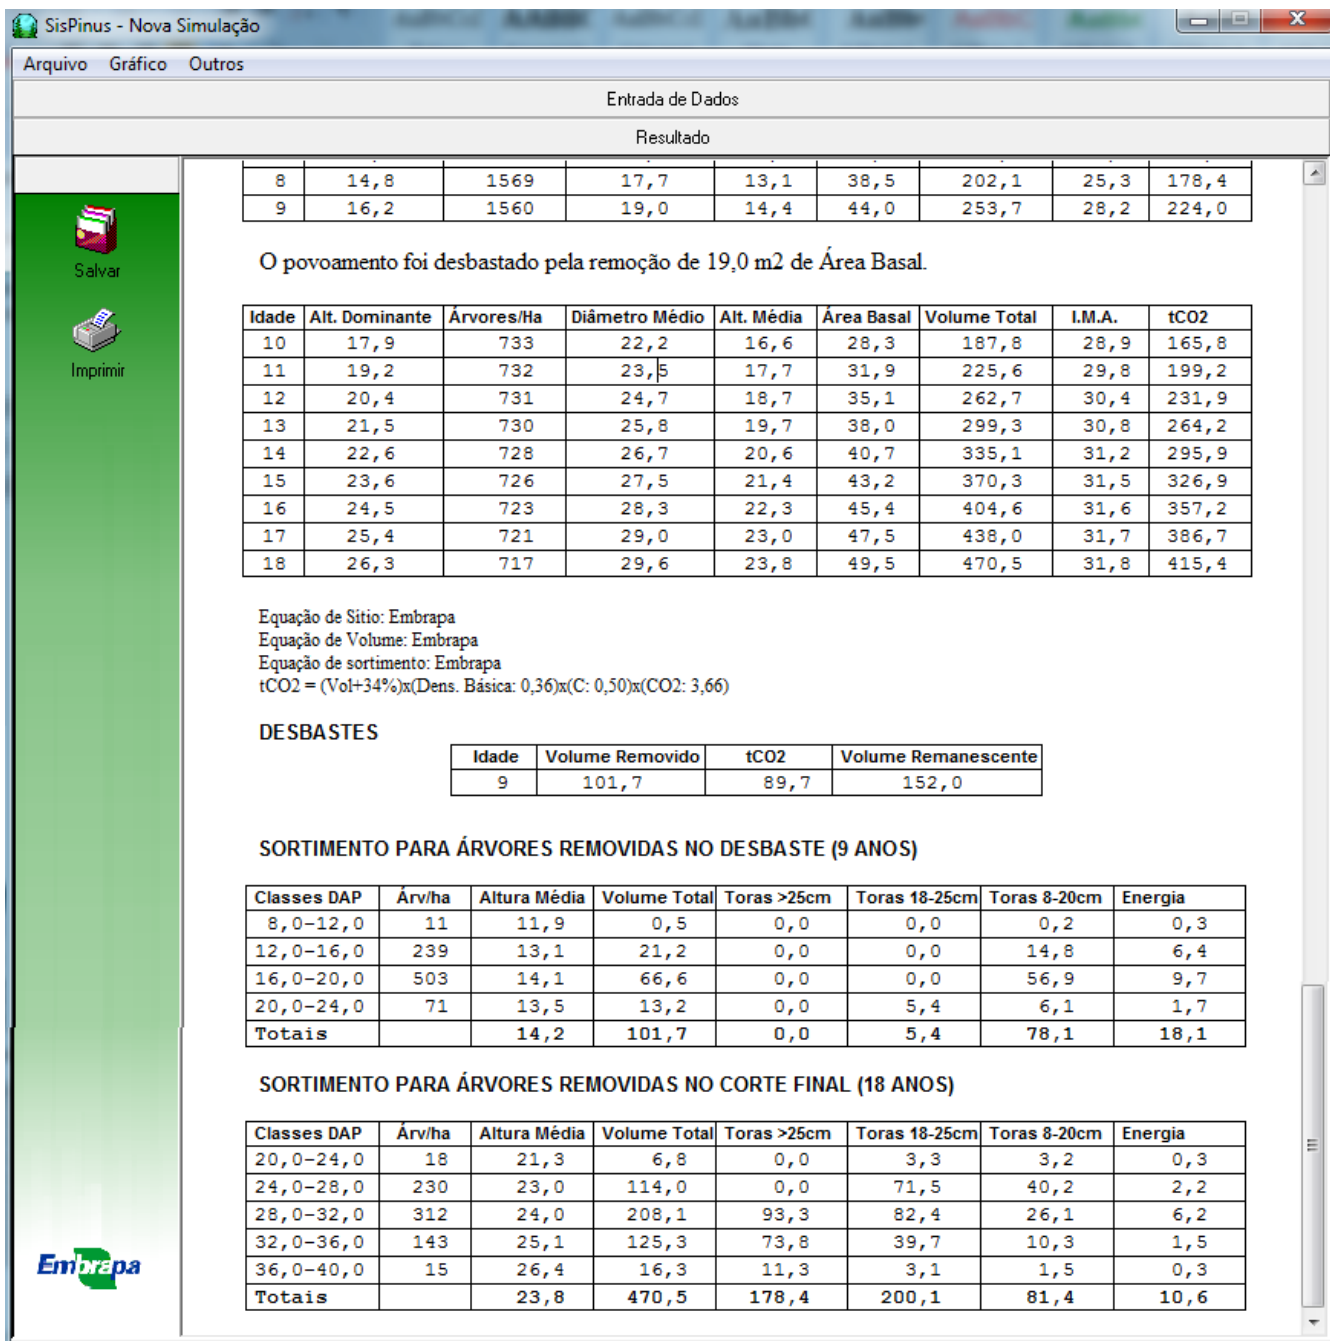 SisPinus - Nova Simulação
Arquivo Gráfico Outros
Entrada de Dados
Resultado
Salvar
Imprimir
8 14,8 1569 17,7 13,1 38,5 202,1 25,3 178,4
9 16,2 1560 19,0 14,4 44,0 253,7 28,2 224,0
O povoamento foi desbastado pela remoção de 19,0 m2 de Área Basal.
Idade Alt. Dominante Árvores/Ha Diâmetro Médio Alt. Média Área Basal Volume Total I.M.A. tCO2
10 17,9 733 22,2 16,6 28,3 187,8 28,9 165,8
11 19,2 732 23,5 17,7 31,9 225,6 29,8 199,2
12 20,4 731 24,7 18,7 35,1 262,7 30,4 231,9
13 21,5 730 25,8 19,7 38,0 299,3 30,8 264,2
14 22,6 728 26,7 20,6 40,7 335,1 31,2 295,9
15 23,6 726 27,5 21,4 43,2 370,3 31,5 326,9
16 24,5 723 28,3 22,3 45,4 404,6 31,6 357,2
17 25,4 721 29,0 23,0 47,5 438,0 31,7 386,7
18 26,3 717 29,6 23,8 49,5 470,5 31,8 415,4
Equação de Sitio: Embrapa
Equação de Volume: Embrapa
Equação de sortimento: Embrapa
tCO2 = (Vol+34%)x(Dens. Básica: 0,36)x(C: 0,50)x(CO2: 3,66)
DESBASTES
Idade Volume Removido tCO2 Volume Remanescente
9 101,7 89,7 152,0
SORTIMENTO PARA ÁRVORES REMOVIDAS NO DESBASTE (9 ANOS)
Classes DAP Árv/ha Altura Média Volume Total Toras >25cm Toras 18-25cm Toras 8-20cm Energia
8,0-12,0 11 11,9 0,5 0,0 0,0 0,2 0,3
12,0-16,0 239 13,1 21,2 0,0 0,0 14,8 6,4
16,0-20,0 503 14,1 66,6 0,0 0,0 56,9 9,7
20,0-24,0 71 13,5 13,2 0,0 5,4 6,1 1,7
Totais 14,2 101,7 0,0 5,4 78,1 18,1
SORTIMENTO PARA ÁRVORES REMOVIDAS NO CORTE FINAL (18 ANOS)
Classes DAP Árv/ha Altura Média Volume Total Toras >25cm Toras 18-25cm Toras 8-20cm Energia
20,0-24,0 18 21,3 6,8 0,0 3,3 3,2 0,3
24,0-28,0 230 23,0 114,0 0,0 71,5 40,2 2,2
28,0-32,0 312 24,0 208,1 93,3 82,4 26,1 6,2
32,0-36,0 143 25,1 125,3 73,8 39,7 10,3 1,5
36,0-40,0 15 26,4 16,3 11,3 3,1 1,5 0,3
Totais 23,8 470,5 178,4 200,1 81,4 10,6
Embrapa